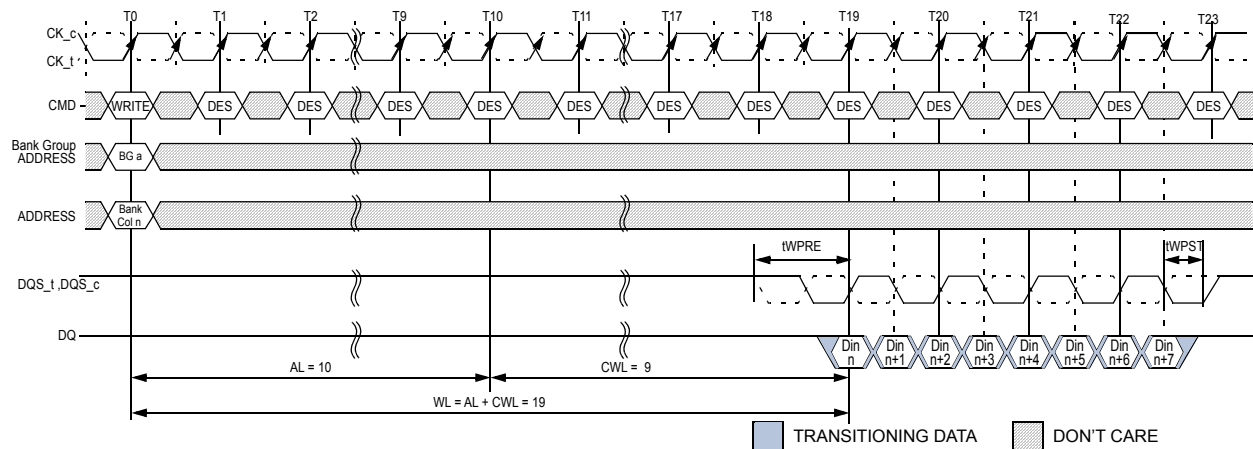 T0 T1 T2 T9 T10 T11 T17 T18 T19 T20 T21 T22 T23
CK_c
CK_t
CMD WRITE DES DES DES DES DES DES DES DES DES DES DES DES
Bank Group
ADDRESS BG a
ADDRESS Bank
Col n
tWPRE tWPST
DQS_t ,DQS_c
DQ Din Din Din Din Din Din Din Din
n n+1 n+2 n+3 n+4 n+5 n+6 n+7
AL = 10 CWL = 9
WL = AL + CWL = 19
TRANSITIONING DATA DON'T CARE